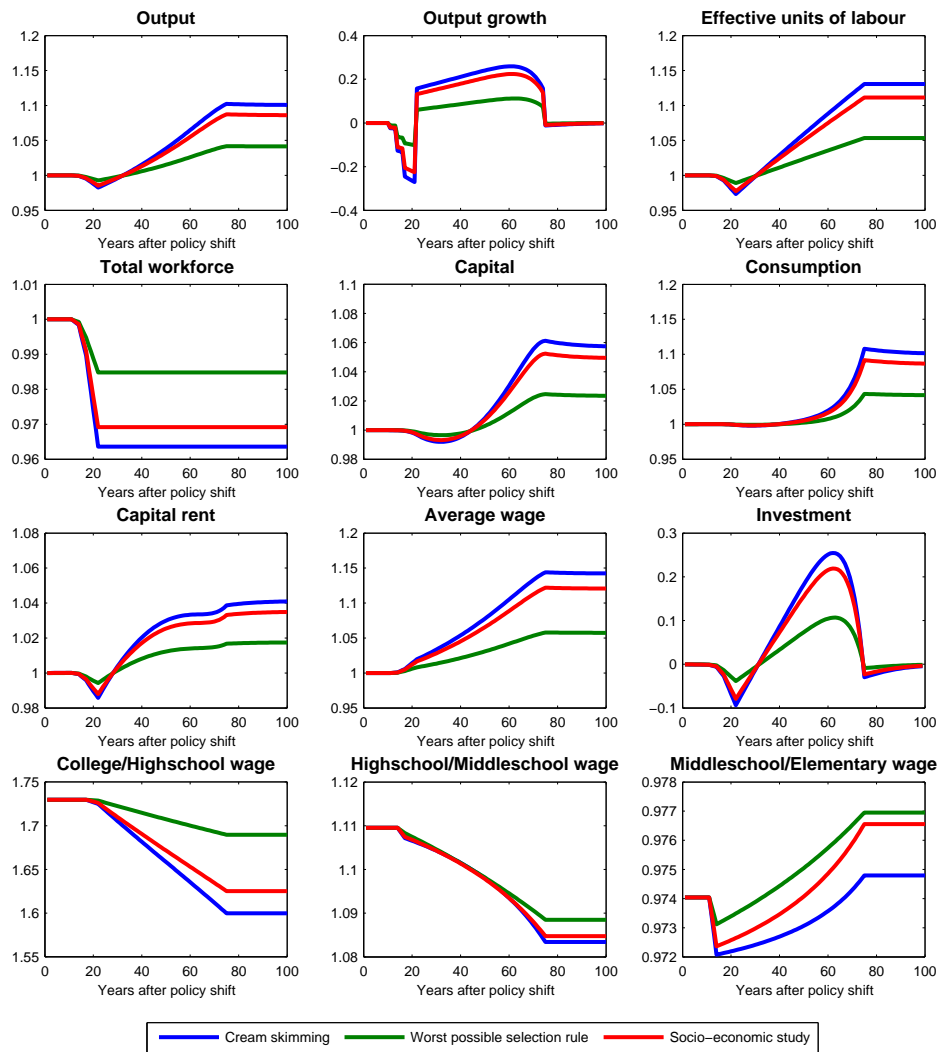 Output
1.2
1.15
1.1
1.05
1
0.95
0 20 40 60 80 100
Years after policy shift
Output growth
0.4
0.2
0
−0.2
−0.4
0 20 40 60 80 100
Years after policy shift
Effective units of labour
1.2
1.15
1.1
1.05
1
0.95
0 20 40 60 80 100
Years after policy shift
Total workforce
1.01
1
0.99
0.98
0.97
0.96
0 20 40 60 80 100
Years after policy shift
Capital
1.1
1.08
1.06
1.04
1.02
1
0.98
0 20 40 60 80 100
Years after policy shift
Consumption
1.2
1.15
1.1
1.05
1
0.95
0 20 40 60 80 100
Years after policy shift
Capital rent
1.08
1.06
1.04
1.02
1
0.98
0 20 40 60 80 100
Years after policy shift
Average wage
1.2
1.15
1.1
1.05
1
0.95
0 20 40 60 80 100
Years after policy shift
Investment
0.3
0.2
0.1
0
−0.1
0 20 40 60 80 100
Years after policy shift
College/Highschool wage
1.75
1.7
1.65
1.6
1.55
0 20 40 60 80 100
Years after policy shift
Highschool/Middleschool wage
1.12
1.11
1.1
1.09
1.08
0 20 40 60 80 100
Years after policy shift
Middleschool/Elementary wage
0.978
0.977
0.976
0.975
0.974
0.973
0.972
0 20 40 60 80 100
Years after policy shift
Cream skimming Worst possible selection rule Socio−economic study